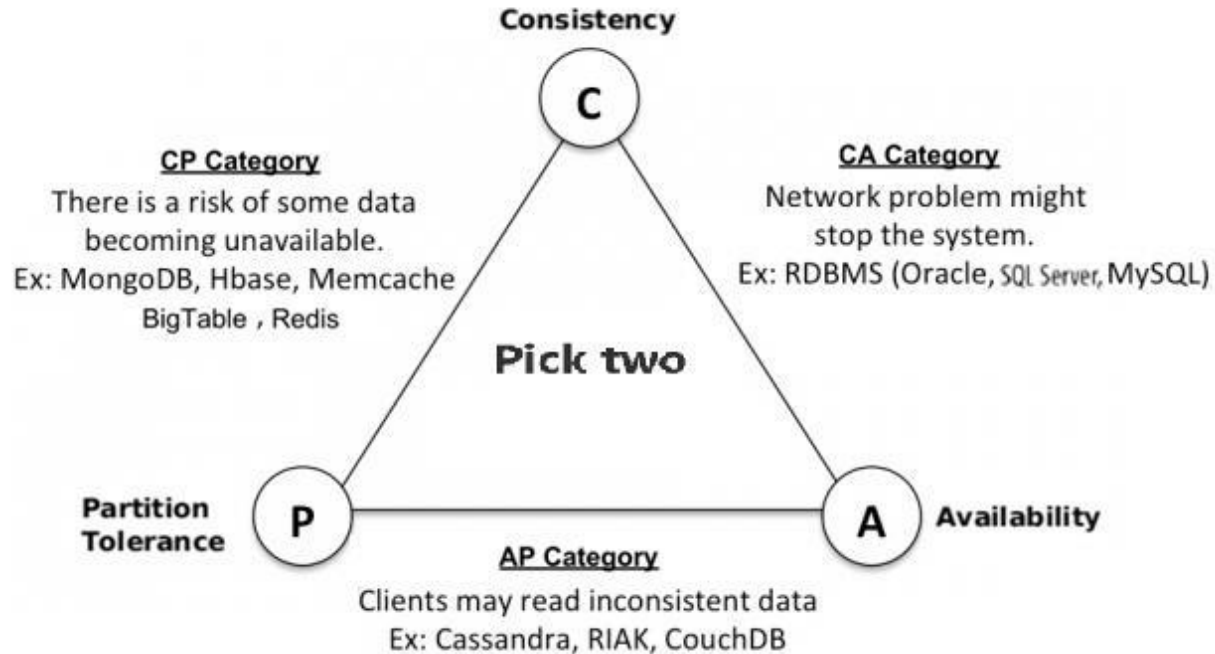 Consistency
C
CP Category
There is a risk of some data
becoming unavailable.
Ex: MongoDB, Hbase, Memcache
BigTable , Redis
CA Category
Network problem might
stop the system.
Ex: RDBMS (Oracle, SQL Server, MySQL)
Pick two
Partition
Tolerance
P
A
Availability
AP Category
Clients may read inconsistent data
Ex: Cassandra, RIAK, CouchDB